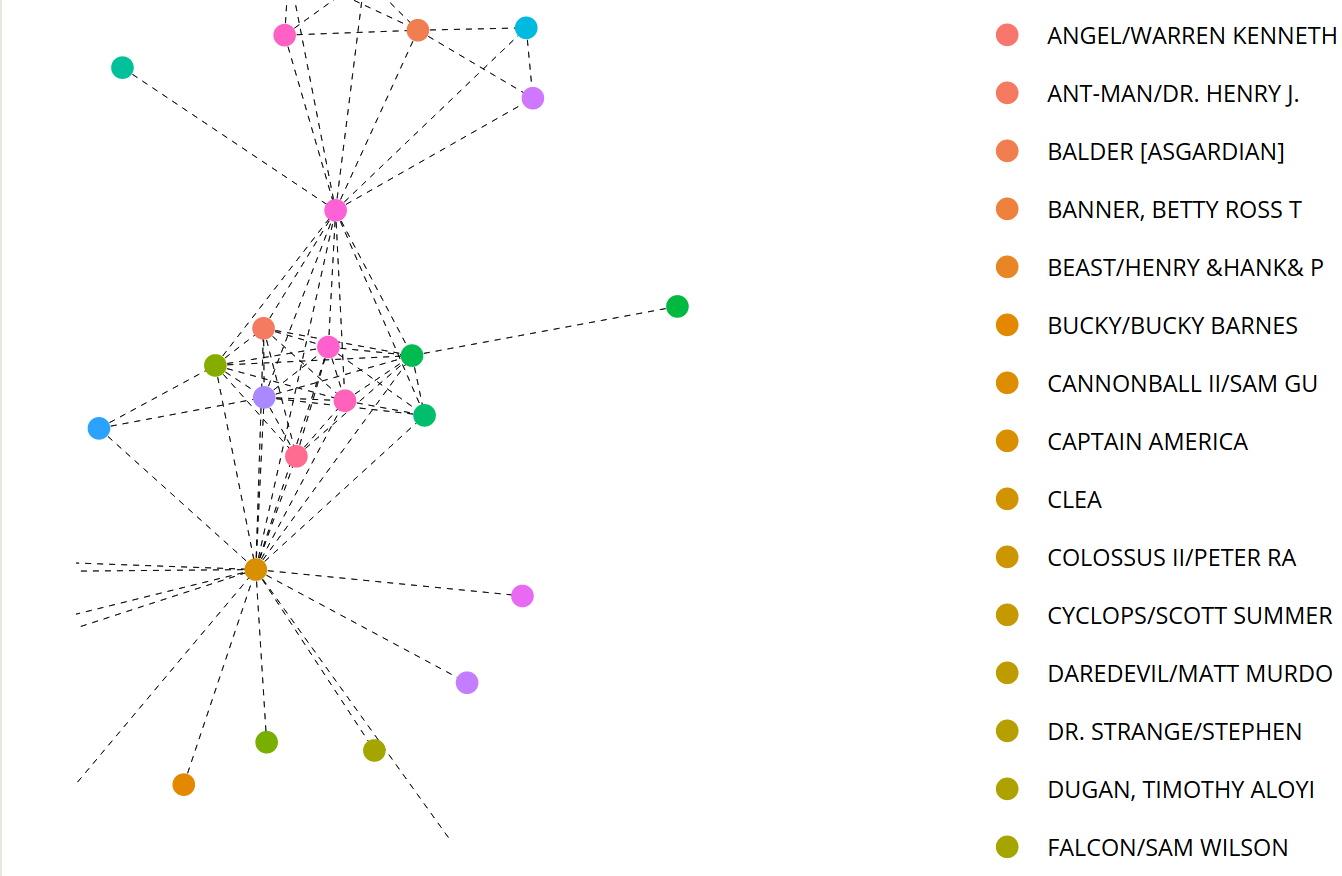 ANGEL/WARREN KENNETH
ANT-MAN/DR. HENRY J.
BALDER [ASGARDIAN]
BANNER, BETTY ROSS T
BEAST/HENRY &HANK& P
BUCKY/BUCKY BARNES
CANNONBALL II/SAM GU
CAPTAIN AMERICA
CLEA
COLOSSUS II/PETER RA
CYCLOPS/SCOTT SUMMER
DAREDEVIL/MATT MURDO
DR. STRANGE/STEPHEN
DUGAN, TIMOTHY ALOYI
FALCON/SAM WILSON